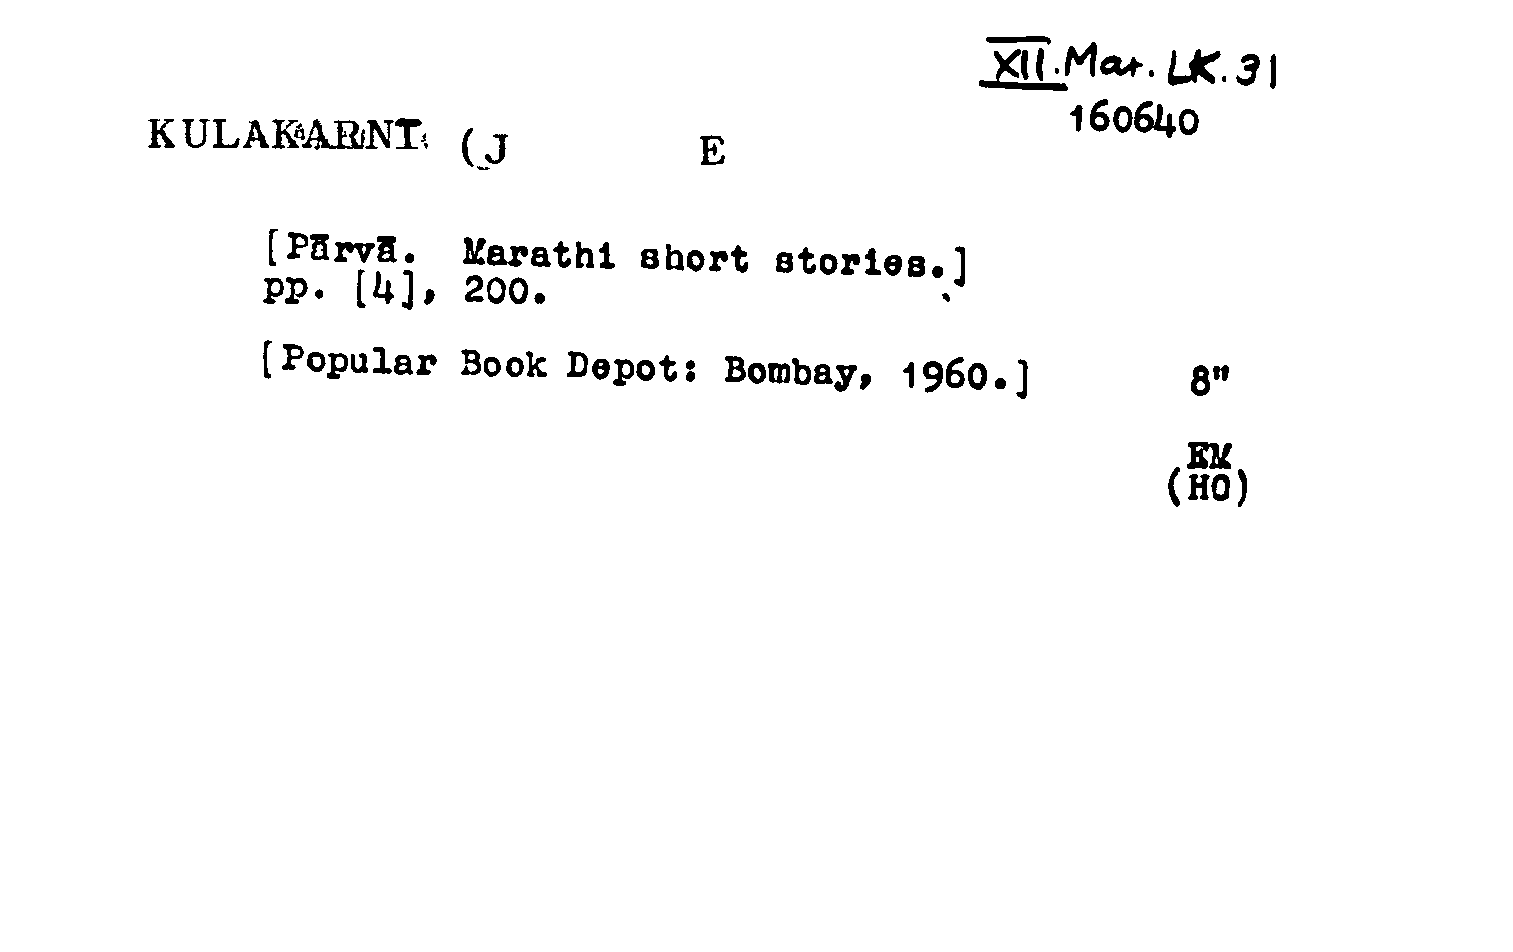 XII. Mar. LK. 31
160640
KULAKARNI (J E
[Pārvā. Marathi short stories.]
pp. [4], 200.
[Popular Book Depot: Bombay, 1960.] 8"
EM
(HO)